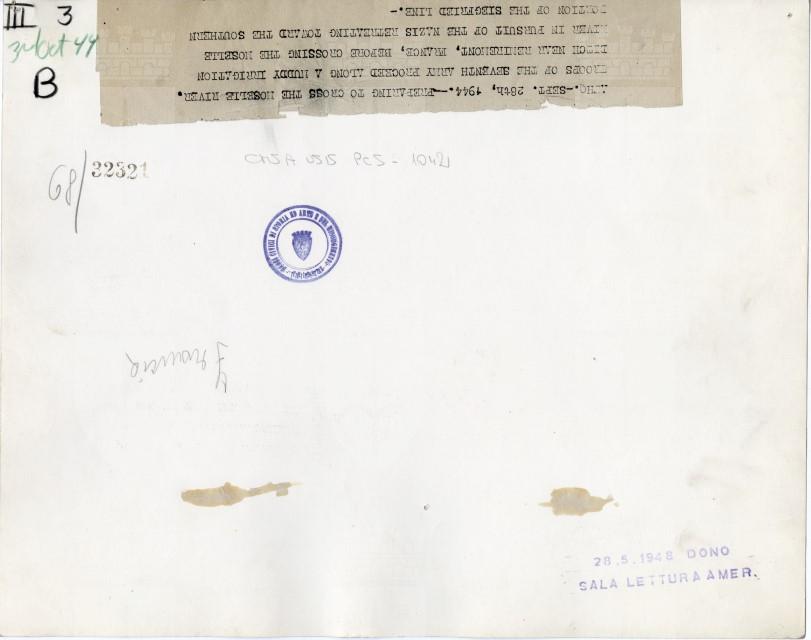 III 3
3 Oct 44
B
AFHQ.-SEPT. 28th, 1944.--PREPARING TO CROSS THE MOSELLE RIVER.
TROOPS OF THE SEVENTH ARMY PROCEED ALONG A MUDDY IRRIGATION
DITCH NEAR REMIREMONT, FRANCE, BEFORE CROSSING THE MOSELLE
RIVER IN PURSUIT OF THE NAZIS RETREATING TOWARD THE SOUTHERN
PORTION OF THE SIEGFRIED LINE.-
68/32321
CMSA USIS PCS - 1042
Francia
28.5.1948 DONO
SALA LETTURA AMER.